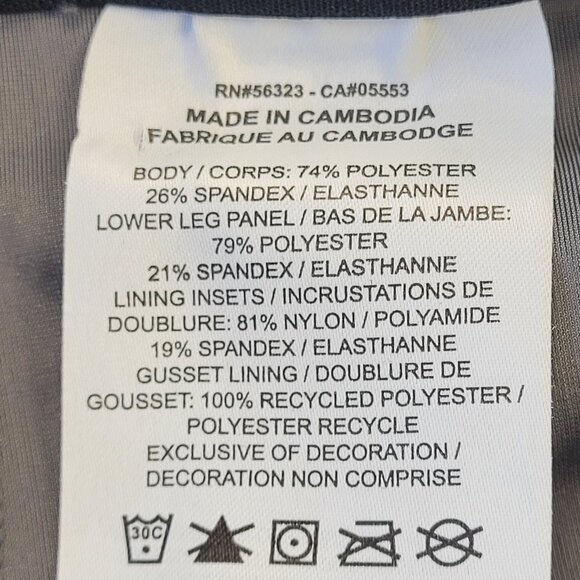 RN#56323 - CA#05553
MADE IN CAMBODIA
FABRIQUE AU CAMBODGE
BODY / CORPS: 74% POLYESTER
26% SPANDEX / ELASTHANNE
LOWER LEG PANEL / BAS DE LA JAMBE:
79% POLYESTER
21% SPANDEX / ELASTHANNE
LINING INSETS / INCRUSTATIONS DE
DOUBLURE: 81% NYLON / POLYAMIDE
19% SPANDEX / ELASTHANNE
GUSSET LINING / DOUBLURE DE
GOUSSET: 100% RECYCLED POLYESTER /
POLYESTER RECYCLE
EXCLUSIVE OF DECORATION /
DECORATION NON COMPRISE
30C